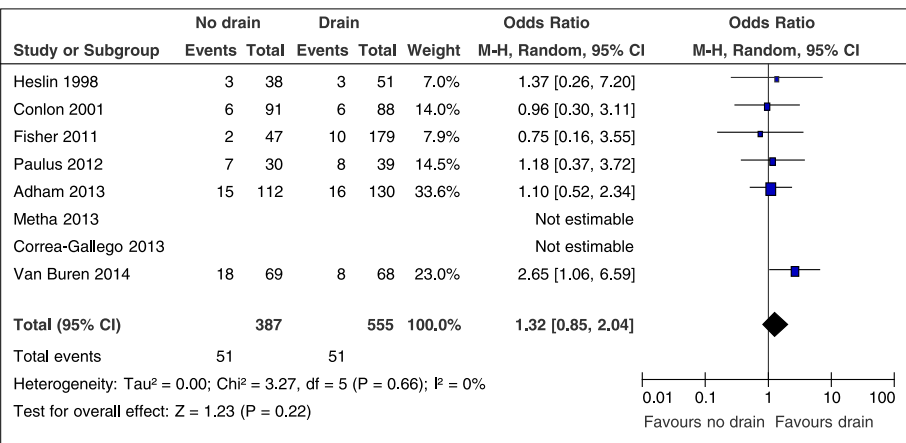 No drain Drain Odds Ratio Odds Ratio
Study or Subgroup Events Total Events Total Weight M-H, Random, 95% CI M-H, Random, 95% CI
Heslin 1998 3 38 3 51 7.0% 1.37 [0.26, 7.20]
Conlon 2001 6 91 6 88 14.0% 0.96 [0.30, 3.11]
Fisher 2011 2 47 10 179 7.9% 0.75 [0.16, 3.55]
Paulus 2012 7 30 8 39 14.5% 1.18 [0.37, 3.72]
Adham 2013 15 112 16 130 33.6% 1.10 [0.52, 2.34]
Metha 2013 Not estimable
Correa-Gallego 2013 Not estimable
Van Buren 2014 18 69 8 68 23.0% 2.65 [1.06, 6.59]
Total (95% CI) 387 555 100.0% 1.32 [0.85, 2.04]
Total events 51 51
Heterogeneity: Tau² = 0.00; Chi² = 3.27, df = 5 (P = 0.66); I² = 0%
Test for overall effect: Z = 1.23 (P = 0.22)
0.01 0.1 1 10 100
Favours no drain Favours drain